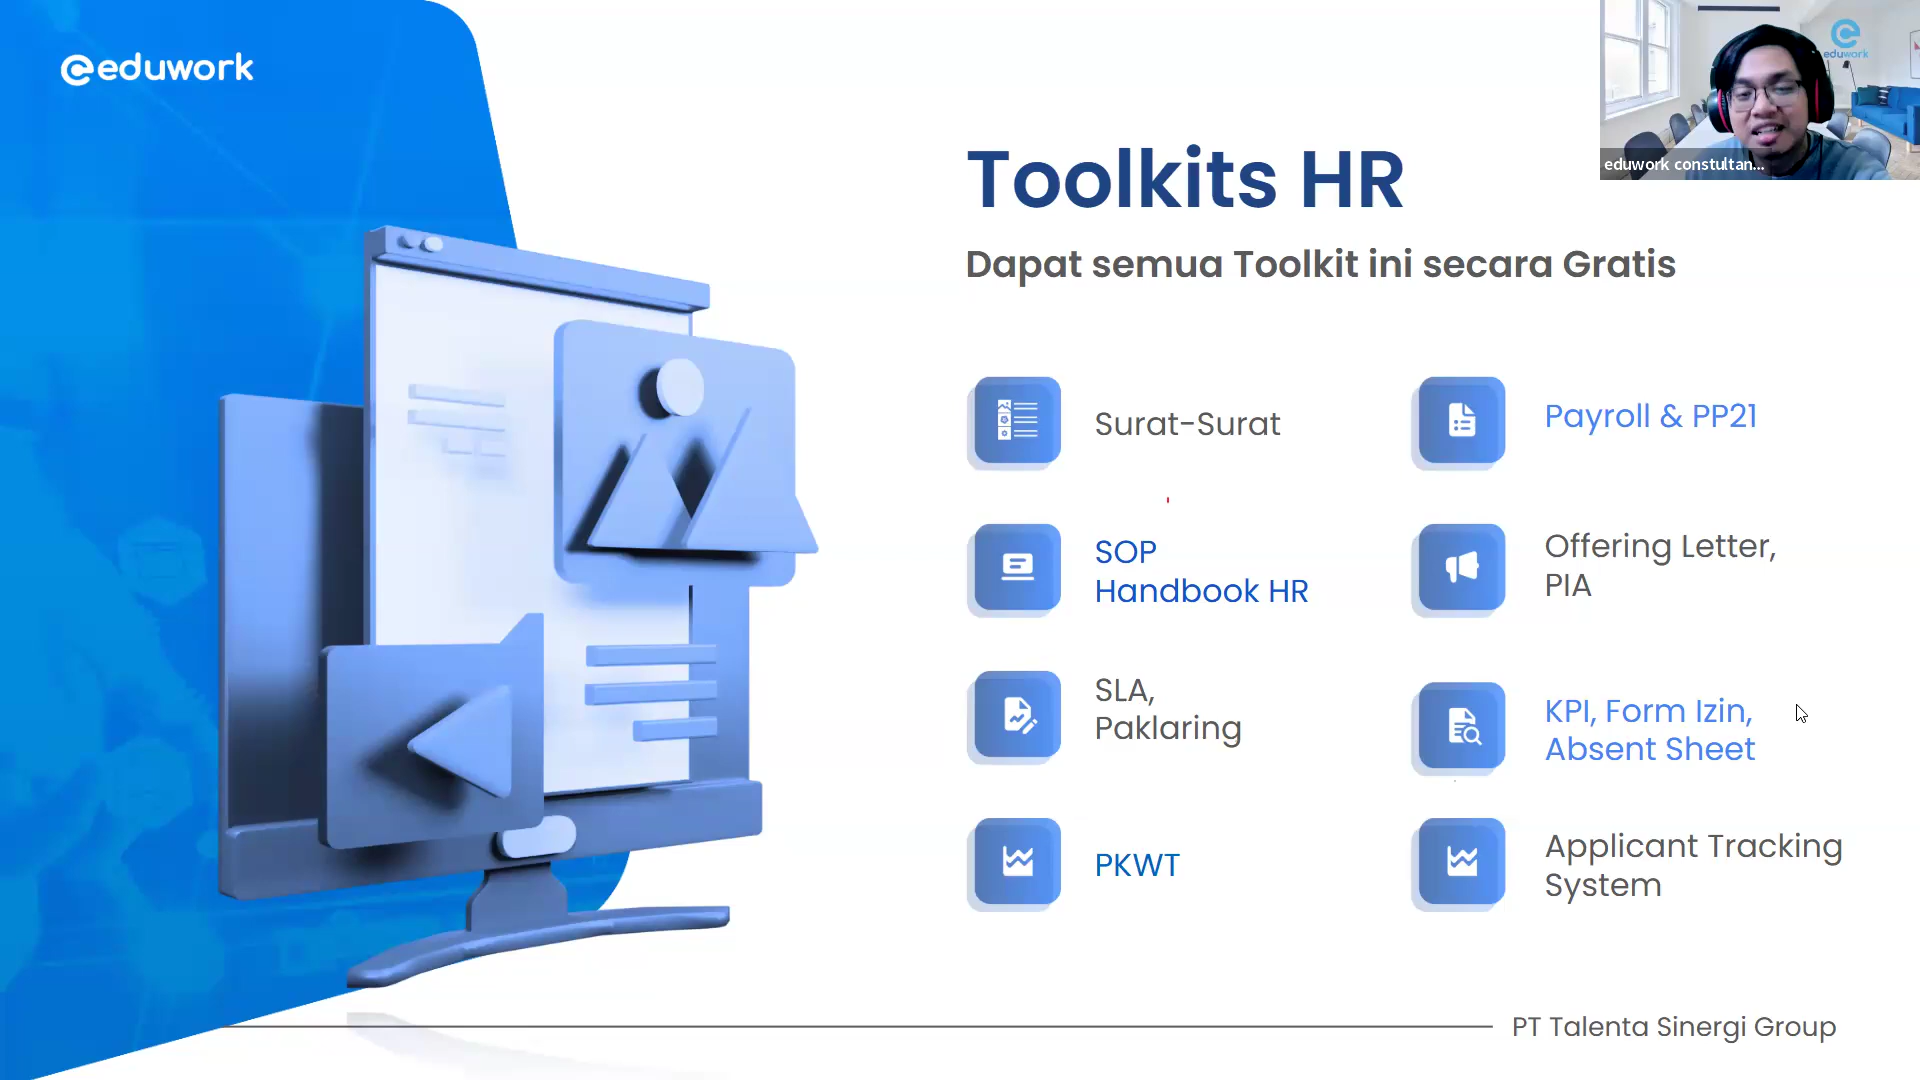 eduwork
eduwork
eduwork constultan...
Toolkits HR
Dapat semua Toolkit ini secara Gratis
Surat-Surat
Payroll & PP21
SOP
Handbook HR
Offering Letter,
PIA
SLA,
Paklaring
KPI, Form Izin,
Absent Sheet
PKWT
Applicant Tracking
System
PT Talenta Sinergi Group